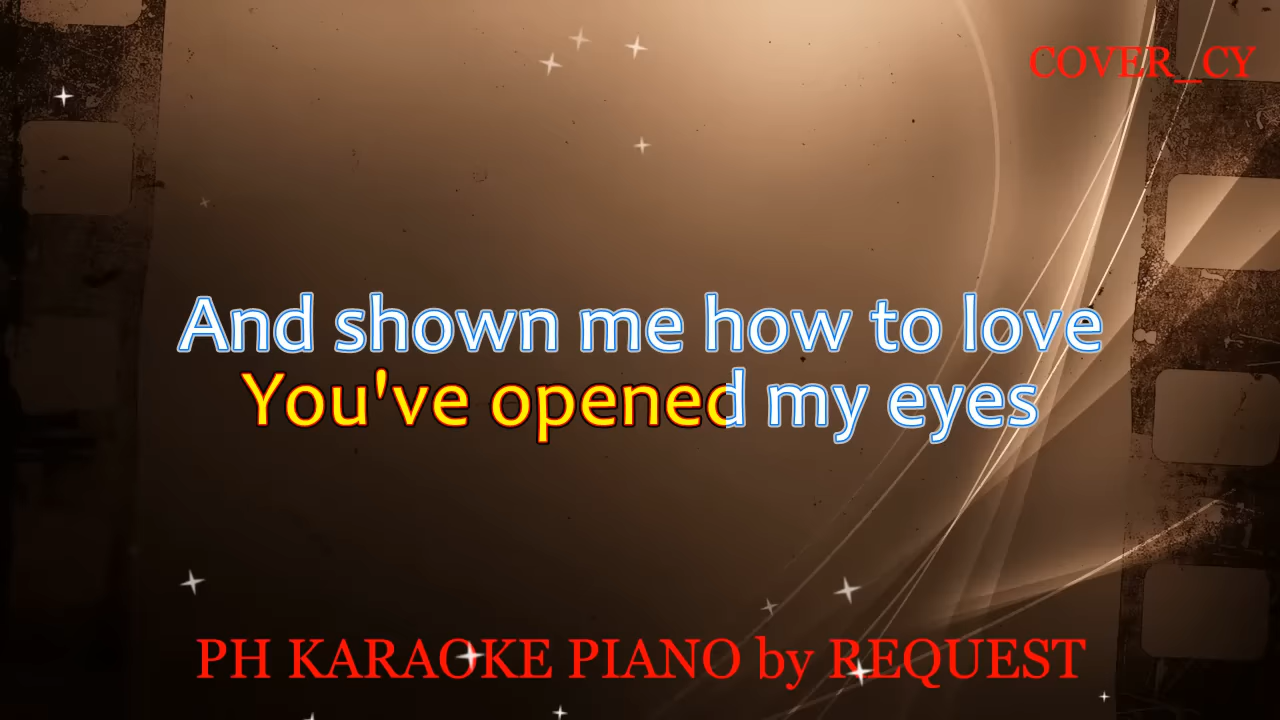 COVER_CY
And shown me how to love
You've opened my eyes
PH KARAOKE PIANO by REQUEST